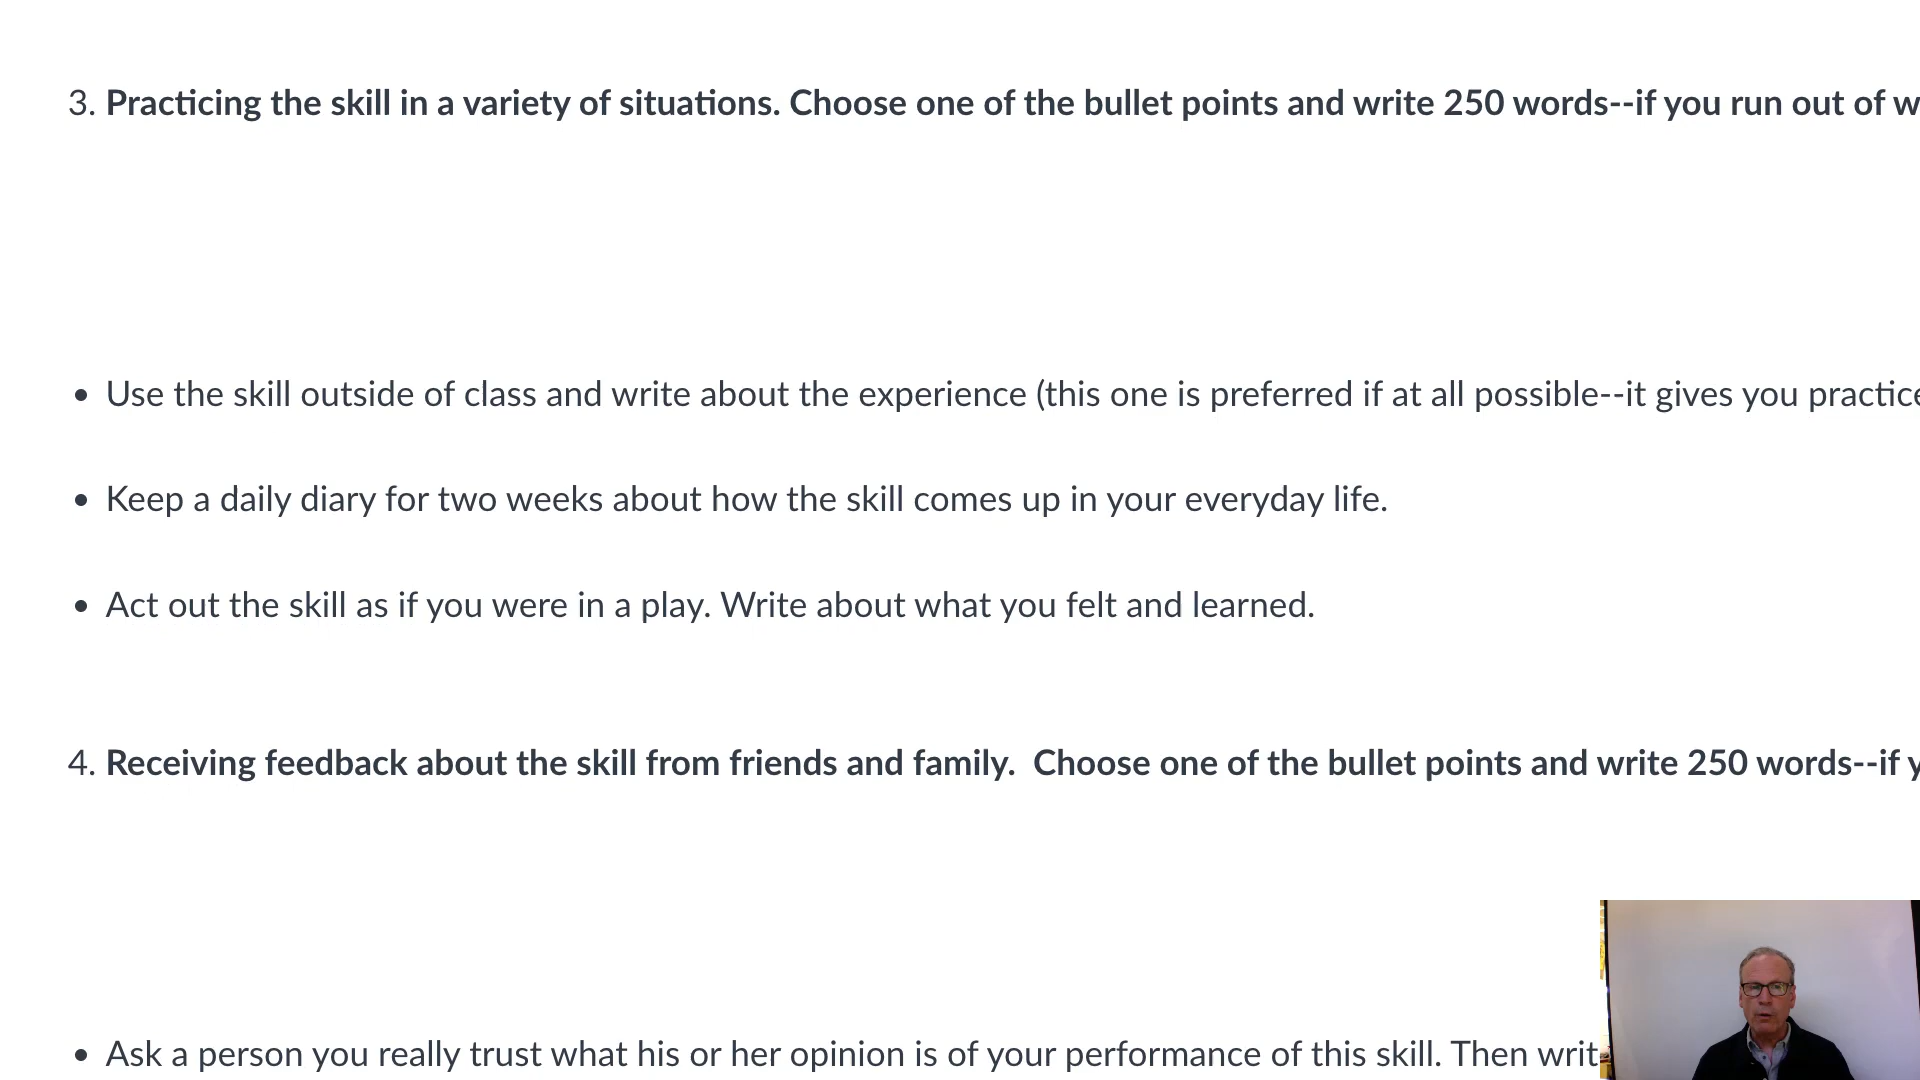 3. Practicing the skill in a variety of situations. Choose one of the bullet points and write 250 words--if you run out of
• Use the skill outside of class and write about the experience (this one is preferred if at all possible--it gives you practice
• Keep a daily diary for two weeks about how the skill comes up in your everyday life.
• Act out the skill as if you were in a play. Write about what you felt and learned.
4. Receiving feedback about the skill from friends and family.  Choose one of the bullet points and write 250 words--if
• Ask a person you really trust what his or her opinion is of your performance of this skill. Then